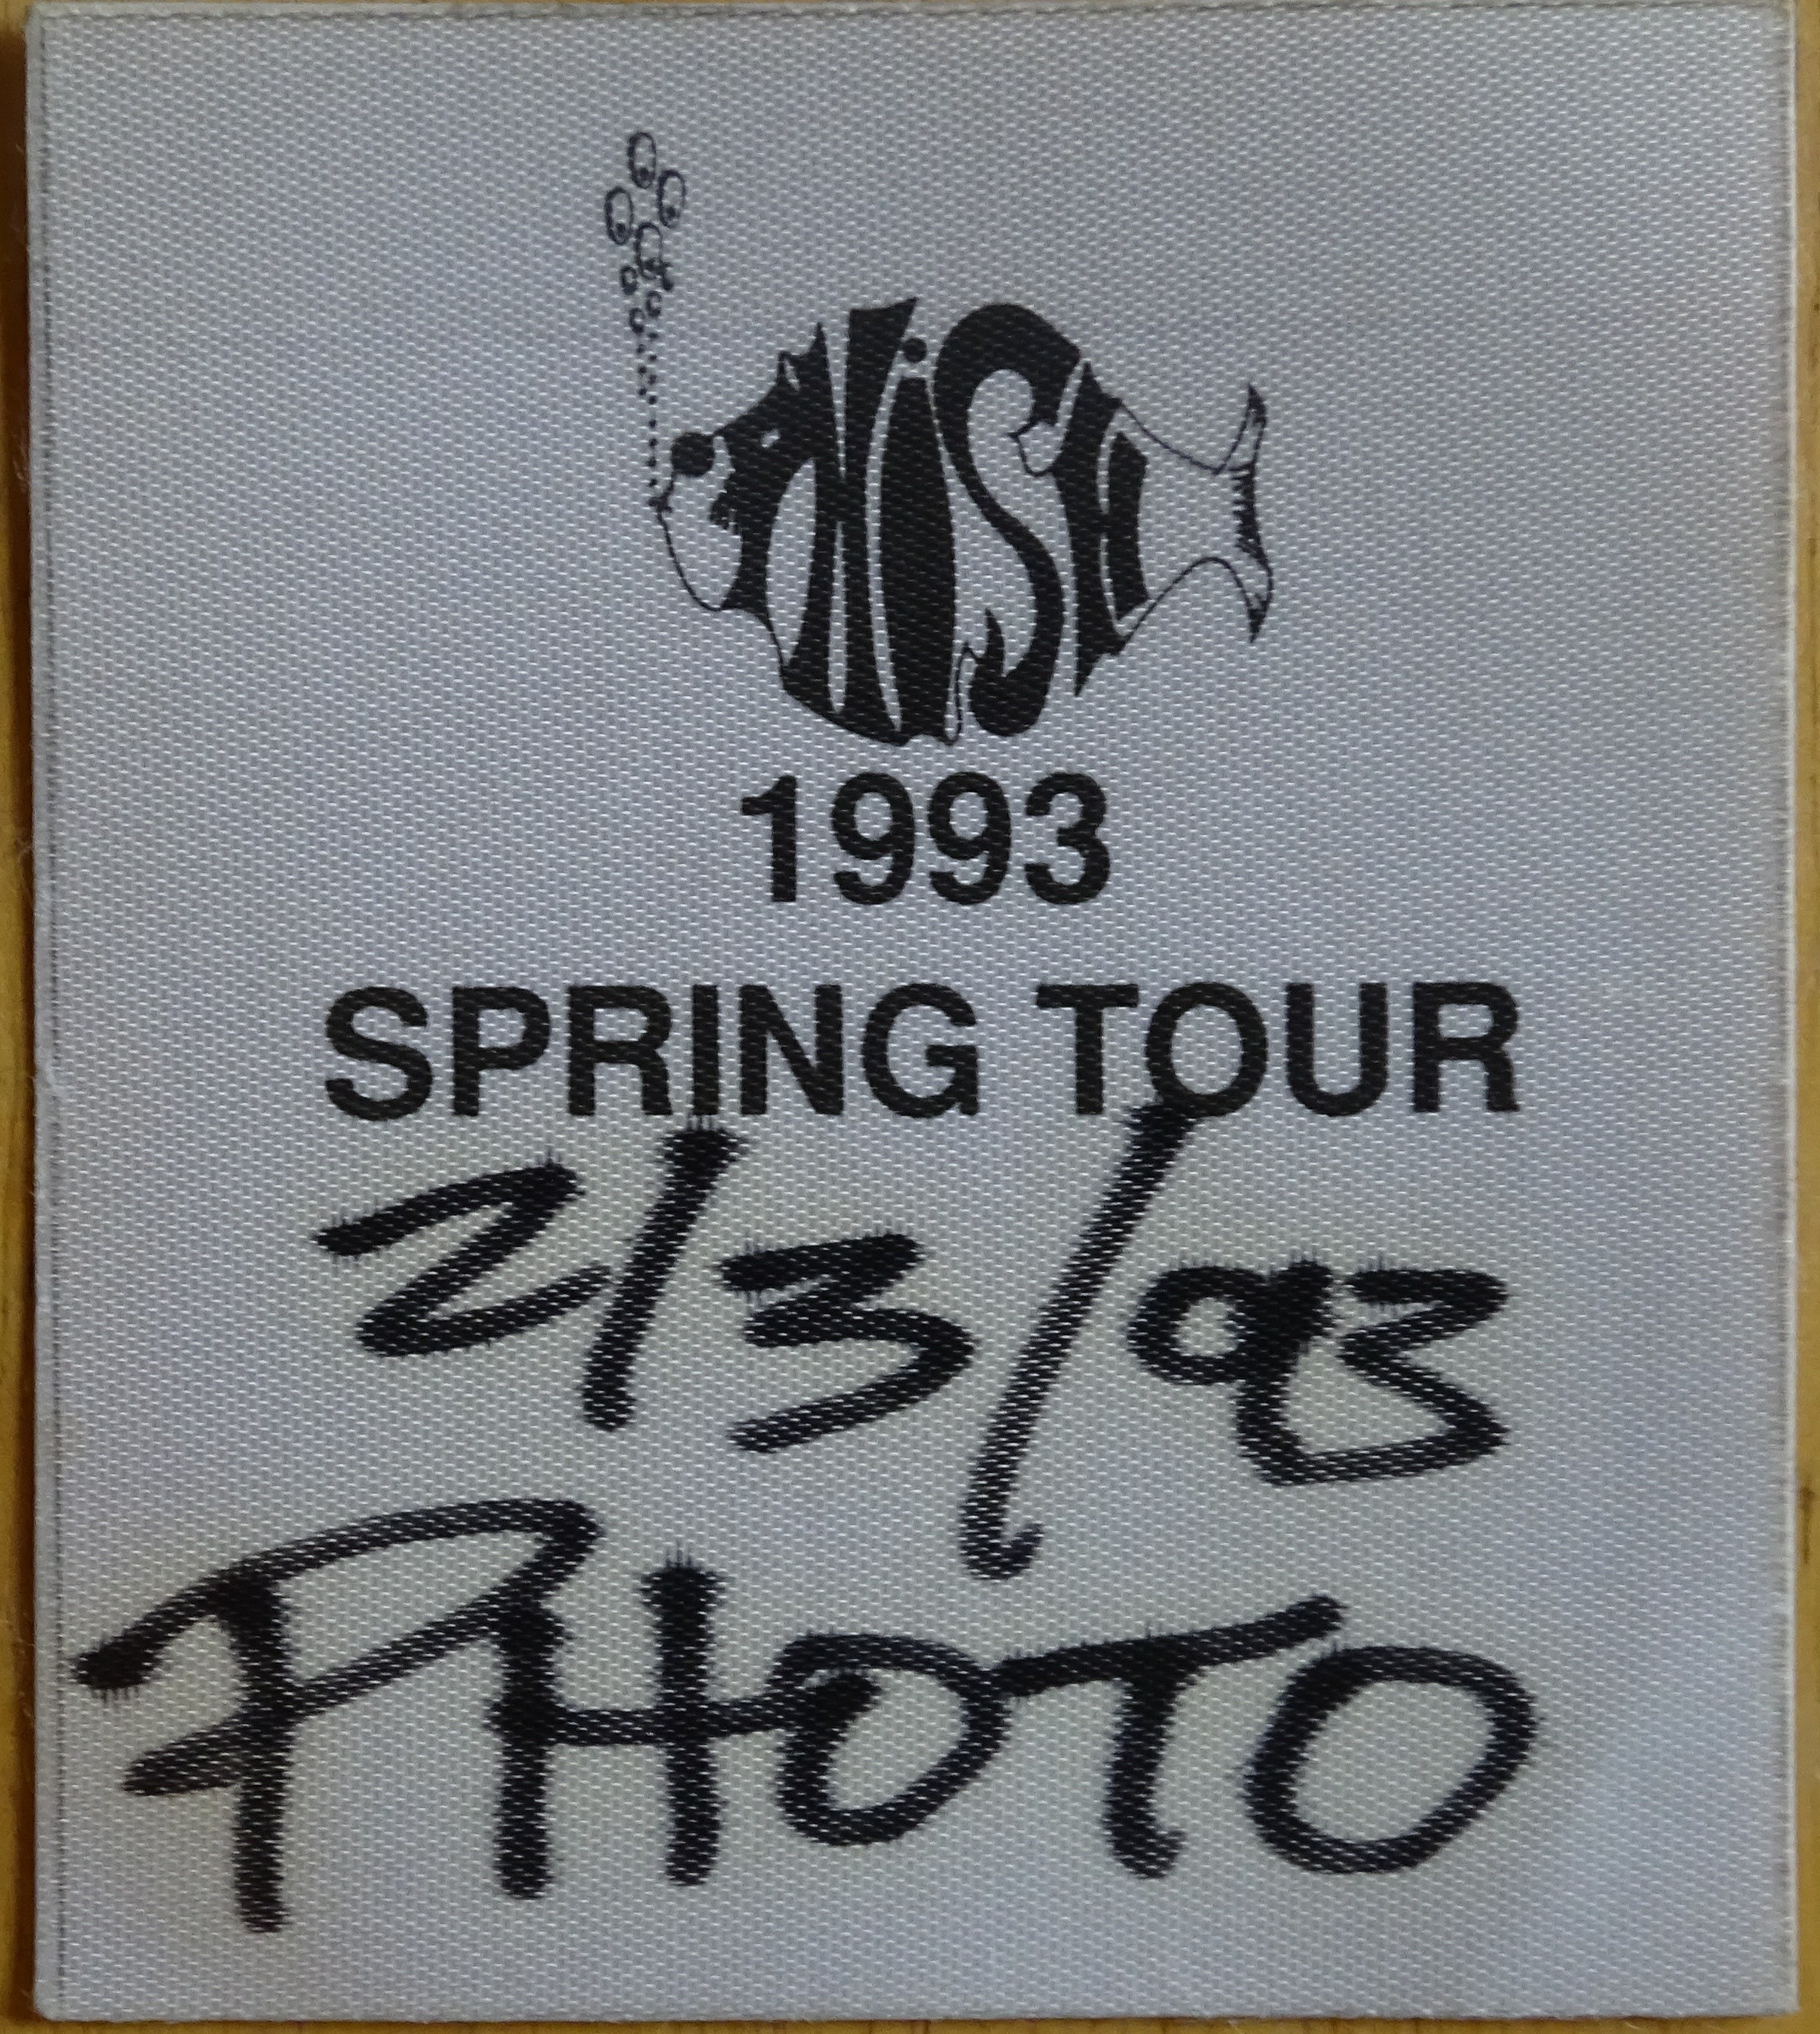 PHiSH
1993
SPRING TOUR
2/3/93
PHOTO